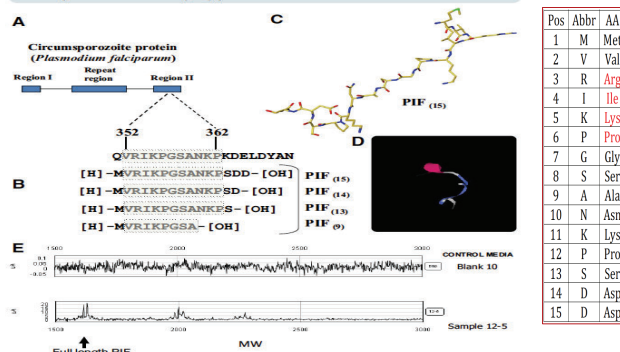 A
Circumsporozoite protein
(Plasmodium falciparum)
Region I
Repeat
region
Region II
352
362
QVRIKPGSANKPKDELDYAN
B
[H]-MVRIKPGSANKPSDD-[OH]
PIF (15)
[H]-MVRIKPGSANKPSD-[OH]
PIF (14)
[H]-MVRIKPGSANKPS-[OH]
PIF (13)
[H]-MVRIKPGSA-[OH]
PIF (9)
C
PIF (15)
D
E
1500
2000
2500
3000
0.1
0.05
0
-0.05
CONTROL MEDIA
Blank 10
1500
2000
2500
3000
12-5
Sample 12-5
MW
Full length PIF
Pos Abbr AA
1 M Met
2 V Val
3 R Arg
4 I Ile
5 K Lys
6 P Pro
7 G Gly
8 S Ser
9 A Ala
10 N Asn
11 K Lys
12 P Pro
13 S Ser
14 D Asp
15 D Asp